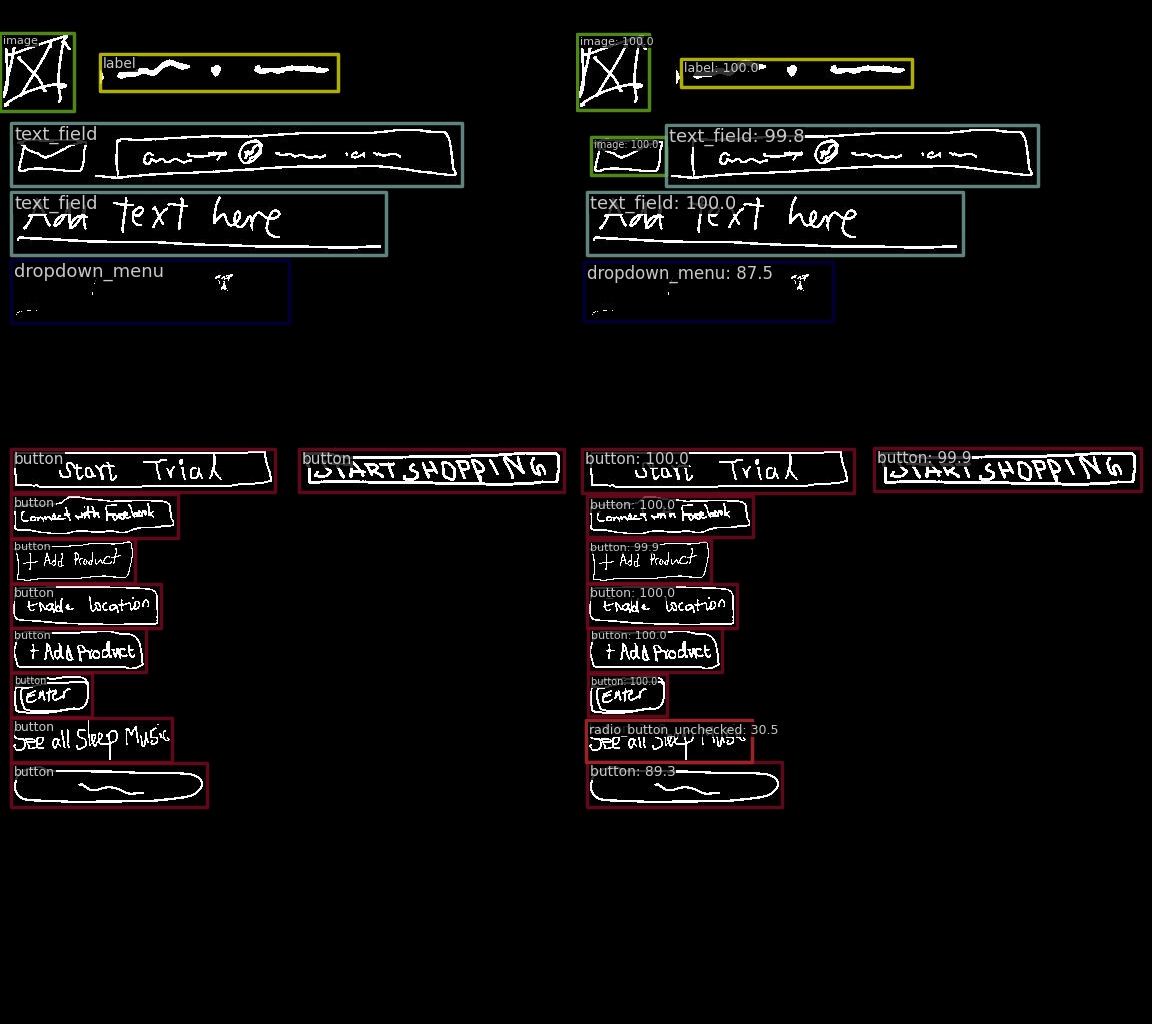 image image: 100.0
label label: 100.0
text_field image: 100.0 text_field: 99.8
text_field text_field: 100.0
Add Text here Add Text here
dropdown_menu dropdown_menu: 87.5
button button button: 100.0 button: 99.9
Start Trial START SHOPPING Start Trial START SHOPPING
button button: 100.0
Connect with Facebook Connect with Facebook
button button: 99.9
+ Add Product + Add Product
button button: 100.0
Enable location Enable location
button button: 100.0
+ Add Product + Add Product
button button: 100.0
Enter Enter
button radio_button_unchecked: 30.5
See all Sleep Music See all Sleep Music
button button: 89.3